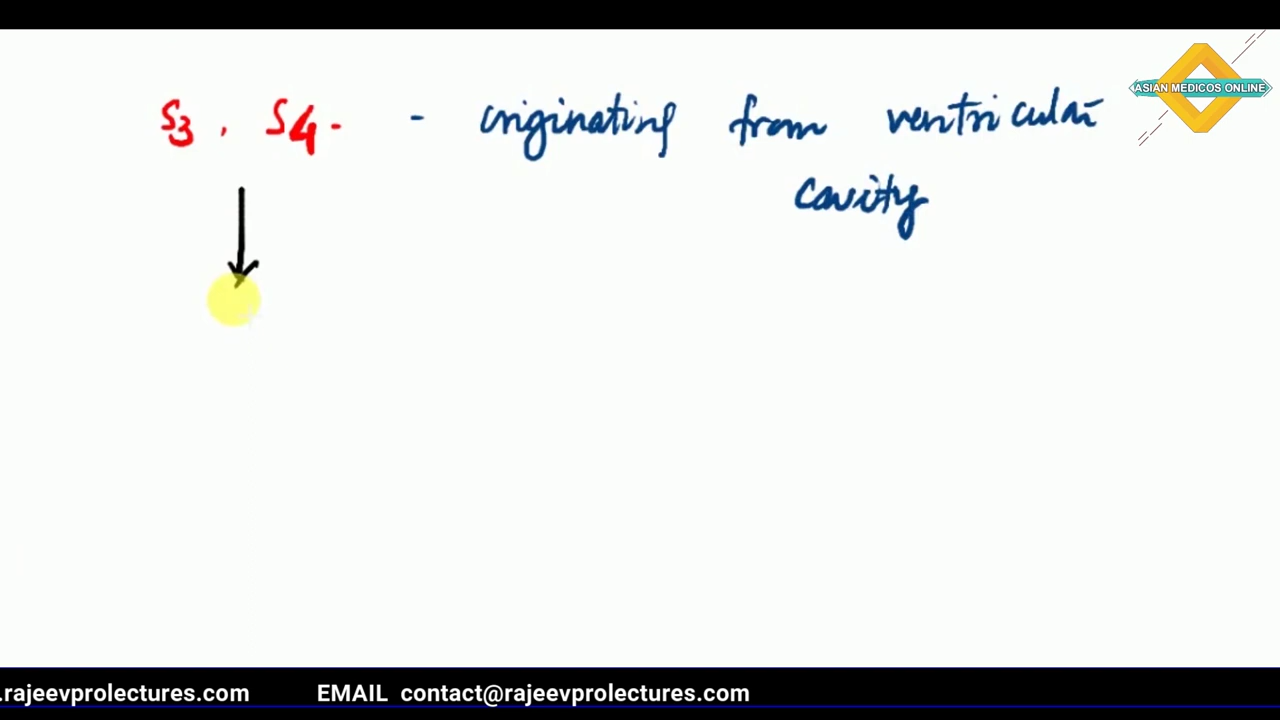 S3, S4. - originating from ventricular
cavity
ASIAN MEDICOS ONLINE
.rajeevprolectures.com EMAIL contact@rajeevprolectures.com